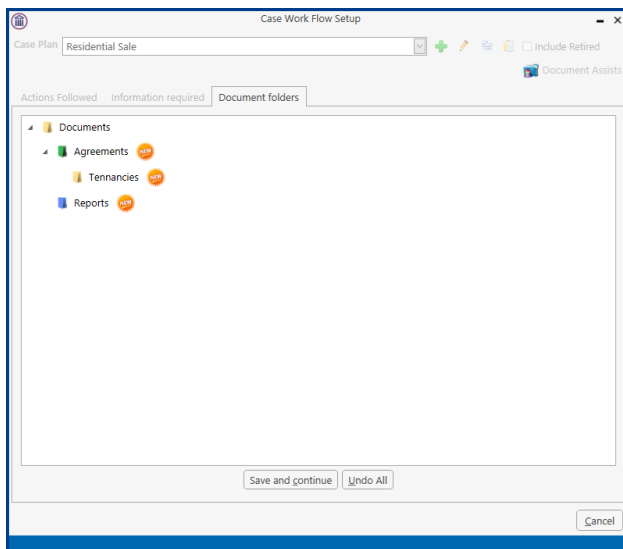 Case Work Flow Setup
Case Plan Residential Sale Include Retired
Document Assists
Actions Followed Information required Document folders
Documents
Agreements NEW
Tennancies NEW
Reports NEW
Save and continue Undo All
Cancel